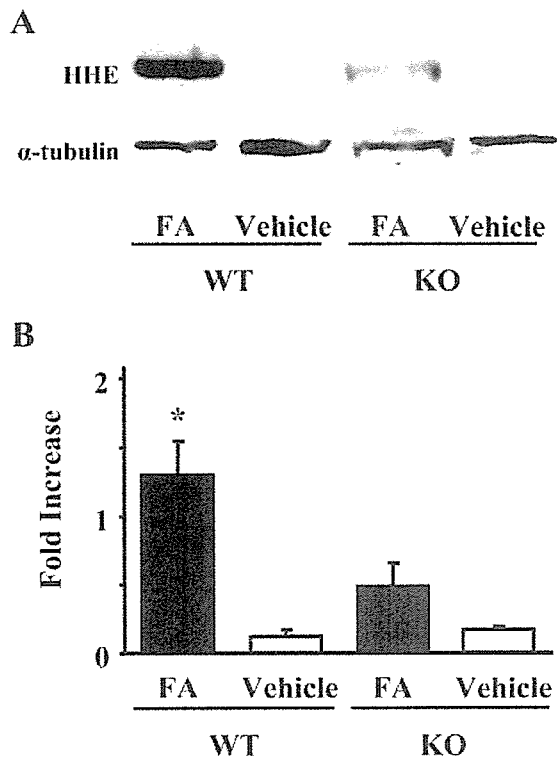 A
HHE
α-tubulin
FA Vehicle FA Vehicle
WT KO
B
Fold Increase
2
1
0
*
FA Vehicle FA Vehicle
WT KO